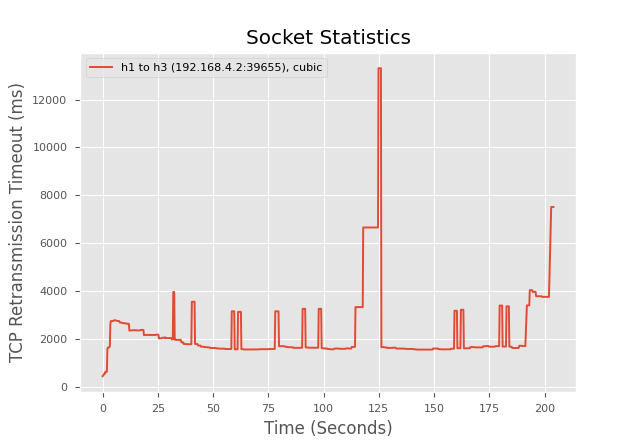 Socket Statistics
h1 to h3 (192.168.4.2:39655), cubic
TCP Retransmission Timeout (ms)
12000
10000
8000
6000
4000
2000
0
0 25 50 75 100 125 150 175 200
Time (Seconds)